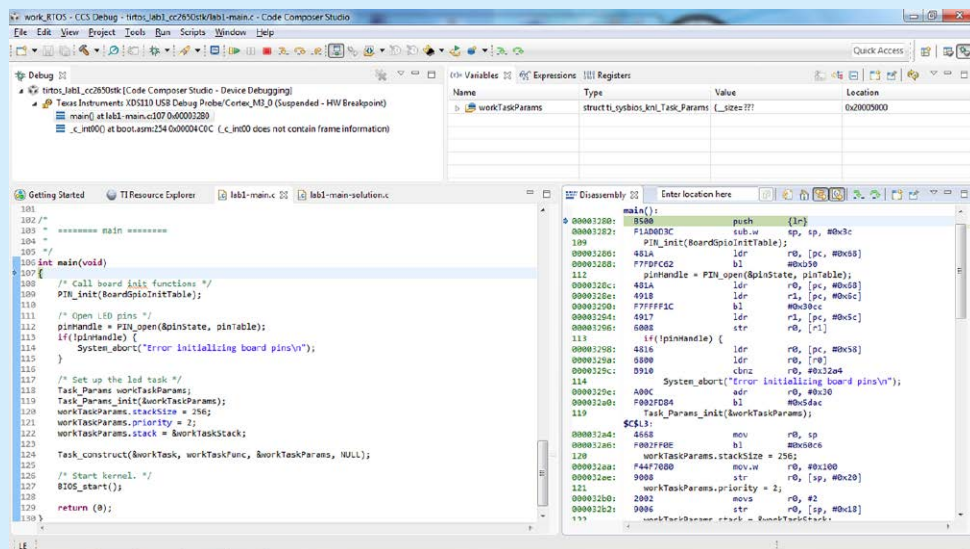 work_RTOS - CCS Debug - tirtos_lab1_cc2650stk/lab1-main.c - Code Composer Studio
File Edit View Project Tools Run Scripts Window Help
Quick Access
Debug
tirtos_lab1_cc2650stk [Code Composer Studio - Device Debugging]
Texas Instruments XDS110 USB Debug Probe/Cortex_M3_0 (Suspended - HW Breakpoint)
main() at lab1-main.c:107 0x00003280
_c_int00() at boot.asm:254 0x00004C0C (_c_int00 does not contain frame information)
(x)= Variables Expressions Registers
Name Type Value Location
workTaskParams struct ti_sysbios_knl_Task_Params {__size=??? 0x20005000
Getting Started TI Resource Explorer lab1-main.c lab1-main-solution.c
101
102 /*
103 * ======== main ========
104 *
105 */
106 int main(void)
107 {
108 /* Call board init functions */
109 PIN_init(BoardGpioInitTable);
110
111 /* Open LED pins */
112 pinHandle = PIN_open(&pinState, pinTable);
113 if(!pinHandle) {
114 System_abort("Error initializing board pins\n");
115 }
116
117 /* Set up the led task */
118 Task_Params workTaskParams;
119 Task_Params_init(&workTaskParams);
120 workTaskParams.stackSize = 256;
121 workTaskParams.priority = 2;
122 workTaskParams.stack = &workTaskStack;
123
124 Task_construct(&workTask, workTaskFunc, &workTaskParams, NULL);
125
126 /* Start kernel. */
127 BIOS_start();
128
129 return (0);
130 }
Disassembly Enter location here
main():
00003280: B500 push {lr}
00003282: F1AD0D3C sub.w sp, sp, #0x3c
109 PIN_init(BoardGpioInitTable);
00003286: 481A ldr r0, [pc, #0x68]
00003288: F7FDFC62 bl #0xb50
112 pinHandle = PIN_open(&pinState, pinTable);
0000328c: 481A ldr r0, [pc, #0x68]
0000328e: 491B ldr r1, [pc, #0x6c]
00003290: F7FFFF1C bl #0x30cc
00003294: 4917 ldr r1, [pc, #0x5c]
00003296: 6008 str r0, [r1]
113 if(!pinHandle) {
00003298: 4816 ldr r0, [pc, #0x58]
0000329a: 6800 ldr r0, [r0]
0000329c: B910 cbnz r0, #0x32a4
114 System_abort("Error initializing board pins\n");
0000329e: A00C adr r0, #0x30
000032a0: F002FD84 bl #0x5dac
119 Task_Params_init(&workTaskParams);
$C$L3:
000032a4: 4668 mov r0, sp
000032a6: F002FF0E bl #0x60c6
120 workTaskParams.stackSize = 256;
000032aa: F44F7080 mov.w r0, #0x100
000032ae: 9008 str r0, [sp, #0x20]
121 workTaskParams.priority = 2;
000032b0: 2002 movs r0, #2
000032b2: 9006 str r0, [sp, #0x18]
122 workTaskParams.stack = &workTaskStack;
LE